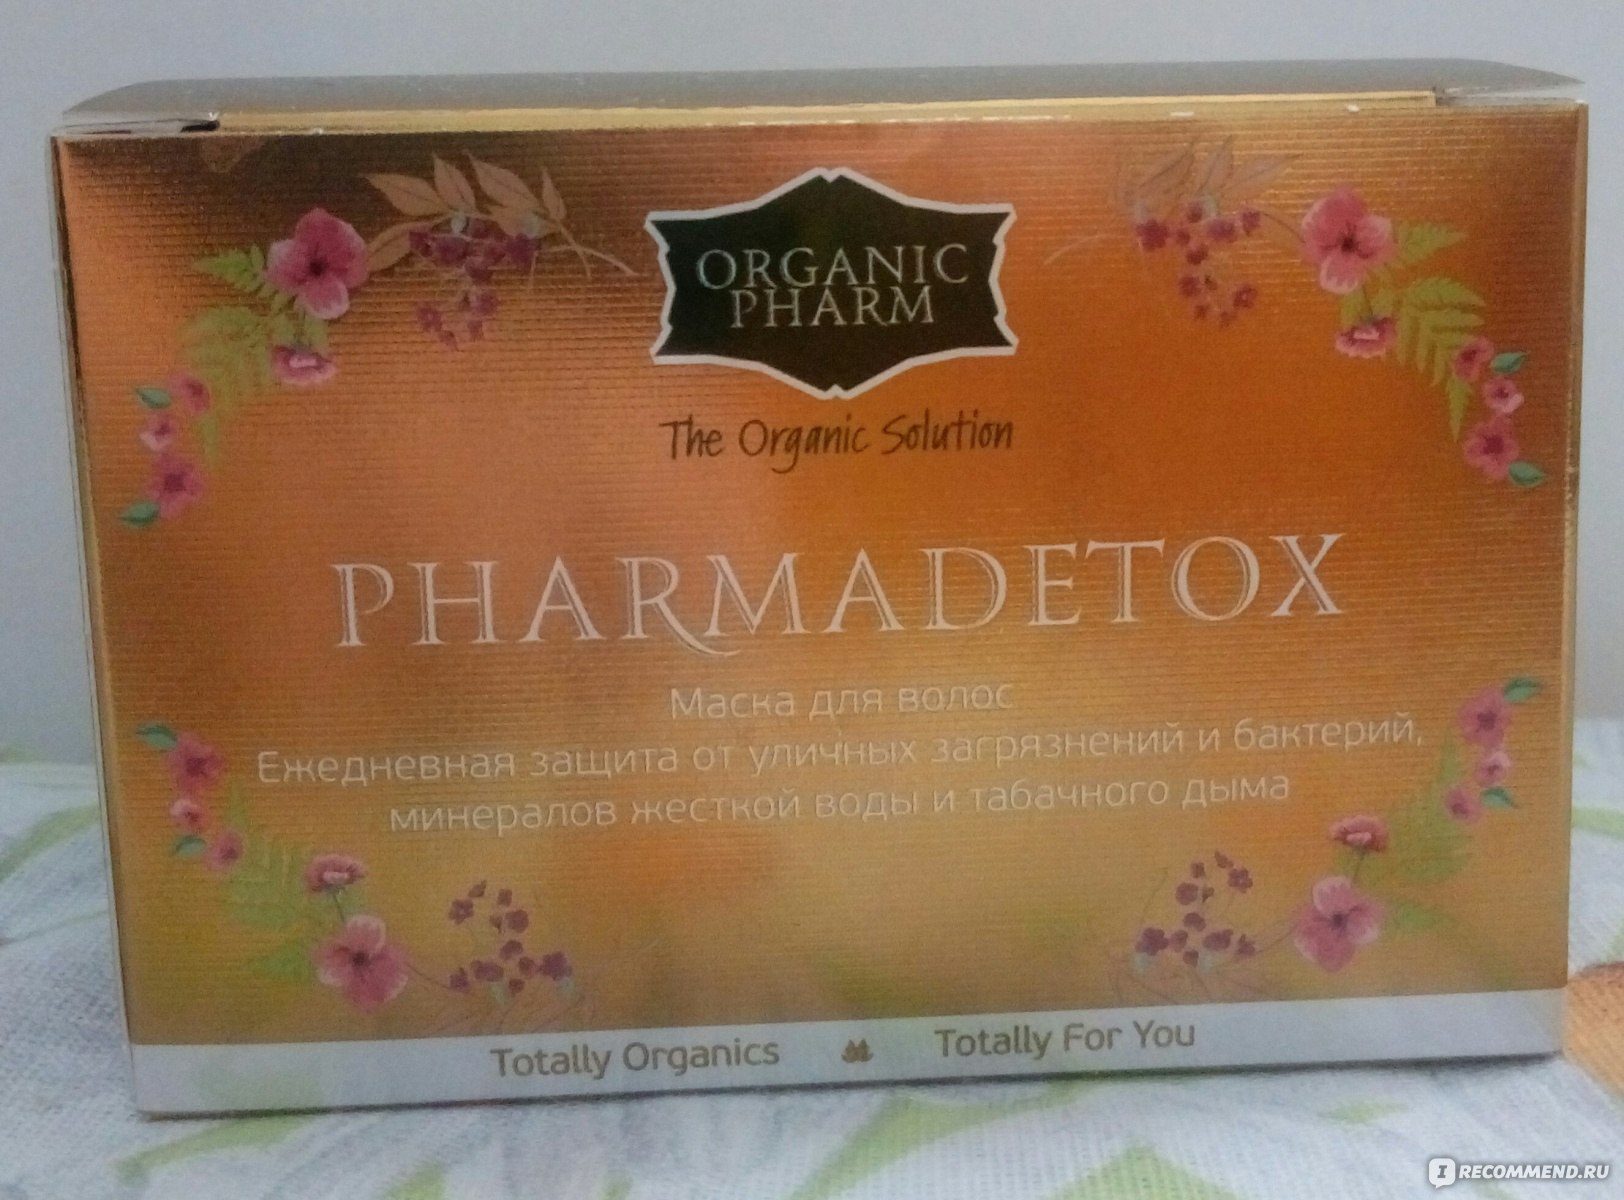 ORGANIC
PHARM
The Organic Solution
PHARMADETOX
Маска для волос
Ежедневная защита от уличных загрязнений и бактерий,
минералов жесткой воды и табачного дыма
Totally Organics Totally For You
IRECOMMEND.RU